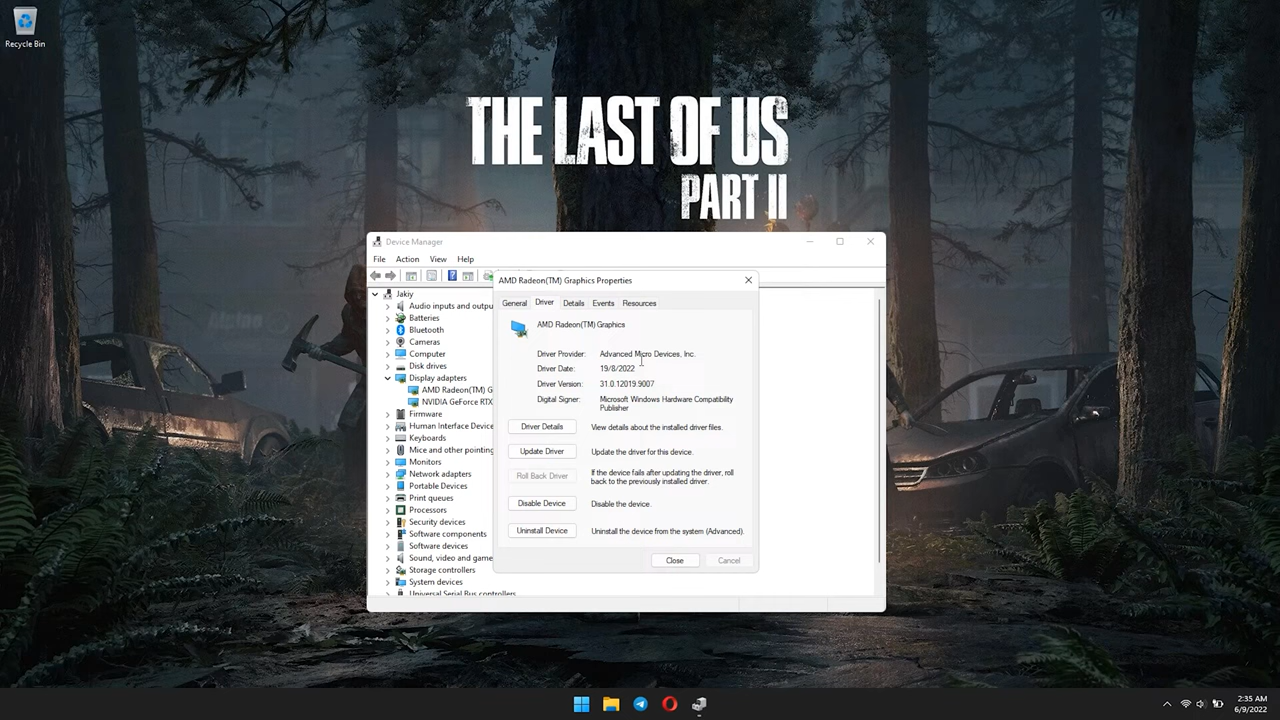 Recycle Bin
THE LAST OF US
PART II
Device Manager
File Action View Help
Jakiy
Audio inputs and outpu
Batteries
Bluetooth
Cameras
Computer
Disk drives
Display adapters
AMD Radeon(TM) G
NVIDIA GeForce RTX
Firmware
Human Interface Device
Keyboards
Mice and other pointing
Monitors
Network adapters
Portable Devices
Print queues
Processors
Security devices
Software components
Software devices
Sound, video and game
Storage controllers
System devices
Universal Serial Bus controllers
AMD Radeon(TM) Graphics Properties
General Driver Details Events Resources
AMD Radeon(TM) Graphics
Driver Provider: Advanced Micro Devices, Inc.
Driver Date: 19/8/2022
Driver Version: 31.0.12019.9007
Digital Signer: Microsoft Windows Hardware Compatibility
Publisher
Driver Details View details about the installed driver files.
Update Driver Update the driver for this device.
Roll Back Driver If the device fails after updating the driver, roll
back to the previously installed driver.
Disable Device Disable the device.
Uninstall Device Uninstall the device from the system (Advanced).
Close Cancel
2:35 AM
6/9/2022